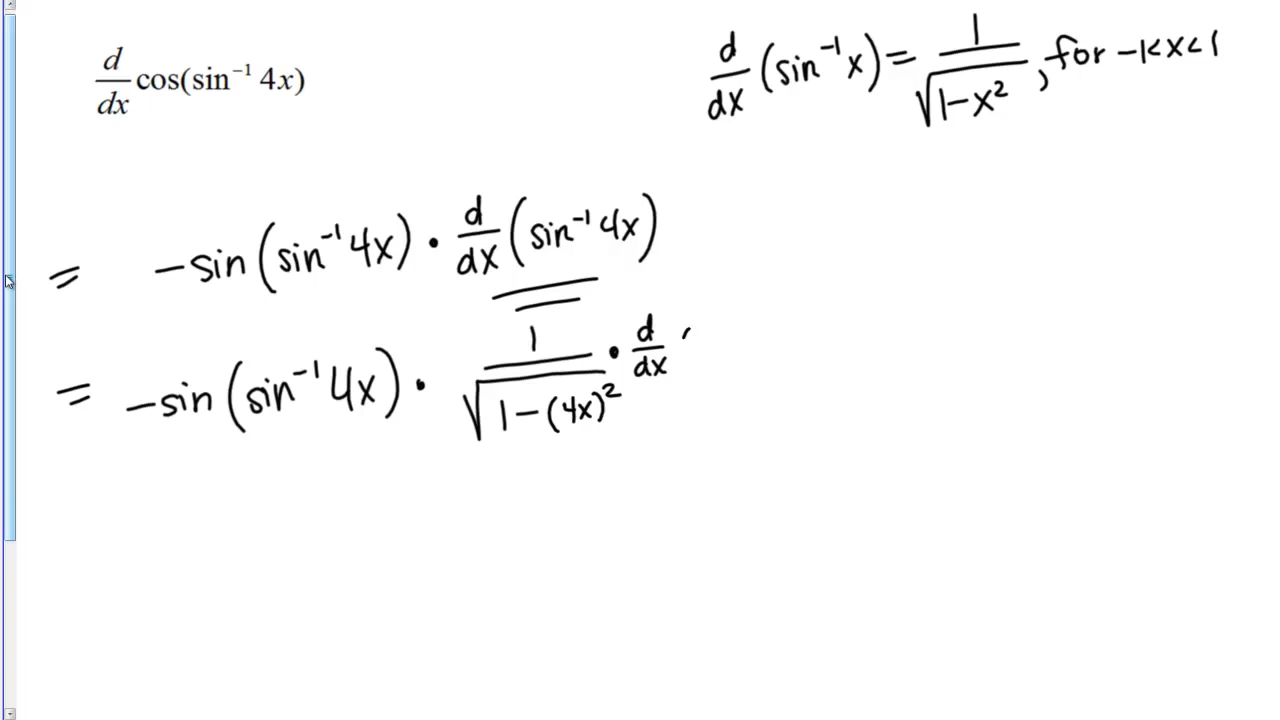 d/dx cos(sin⁻¹ 4x)
d/dx (sin⁻¹x) = 1/√(1-x²), for -1<x<1
= -sin(sin⁻¹4x) · d/dx (sin⁻¹4x)
= -sin(sin⁻¹4x) · 1/√(1-(4x)²) · d/dx